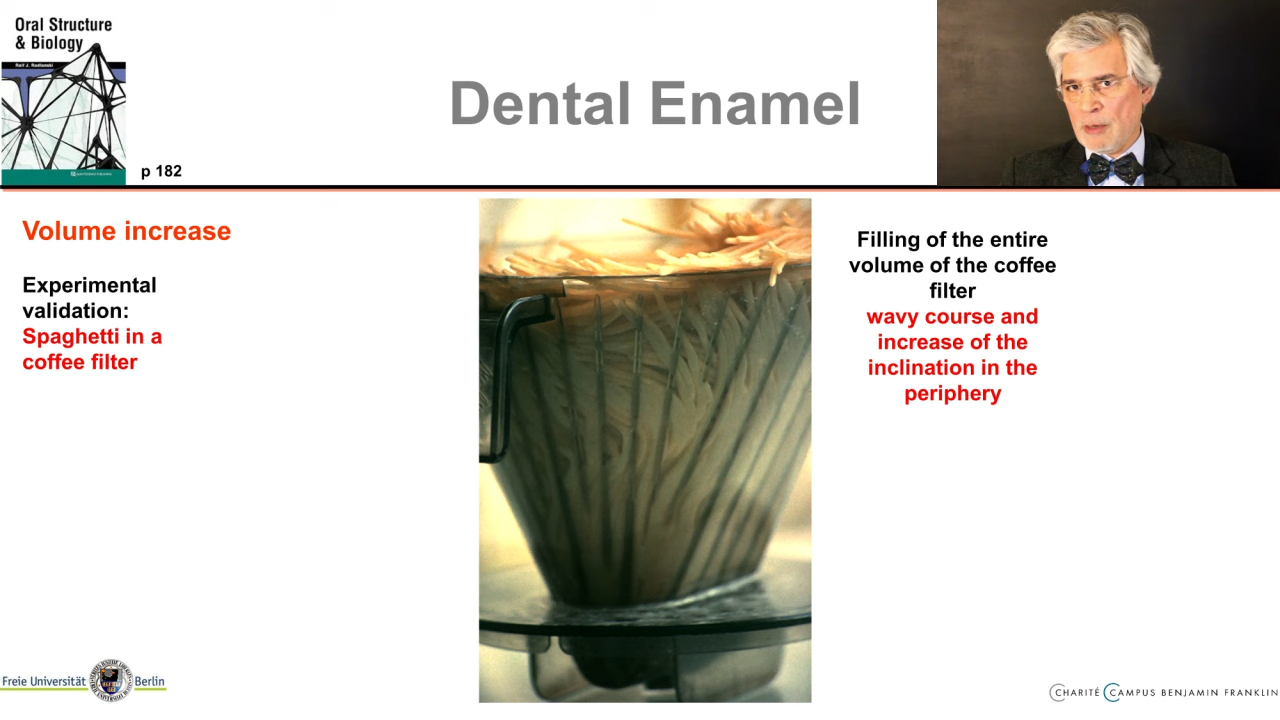 Oral Structure
& Biology
Ralf J. Radlanski
p 182
Dental Enamel
Volume increase
Experimental
validation:
Spaghetti in a
coffee filter
Filling of the entire
volume of the coffee
filter
wavy course and
increase of the
inclination in the
periphery
Freie Universität Berlin
CHARITÉ CAMPUS BENJAMIN FRANKLIN